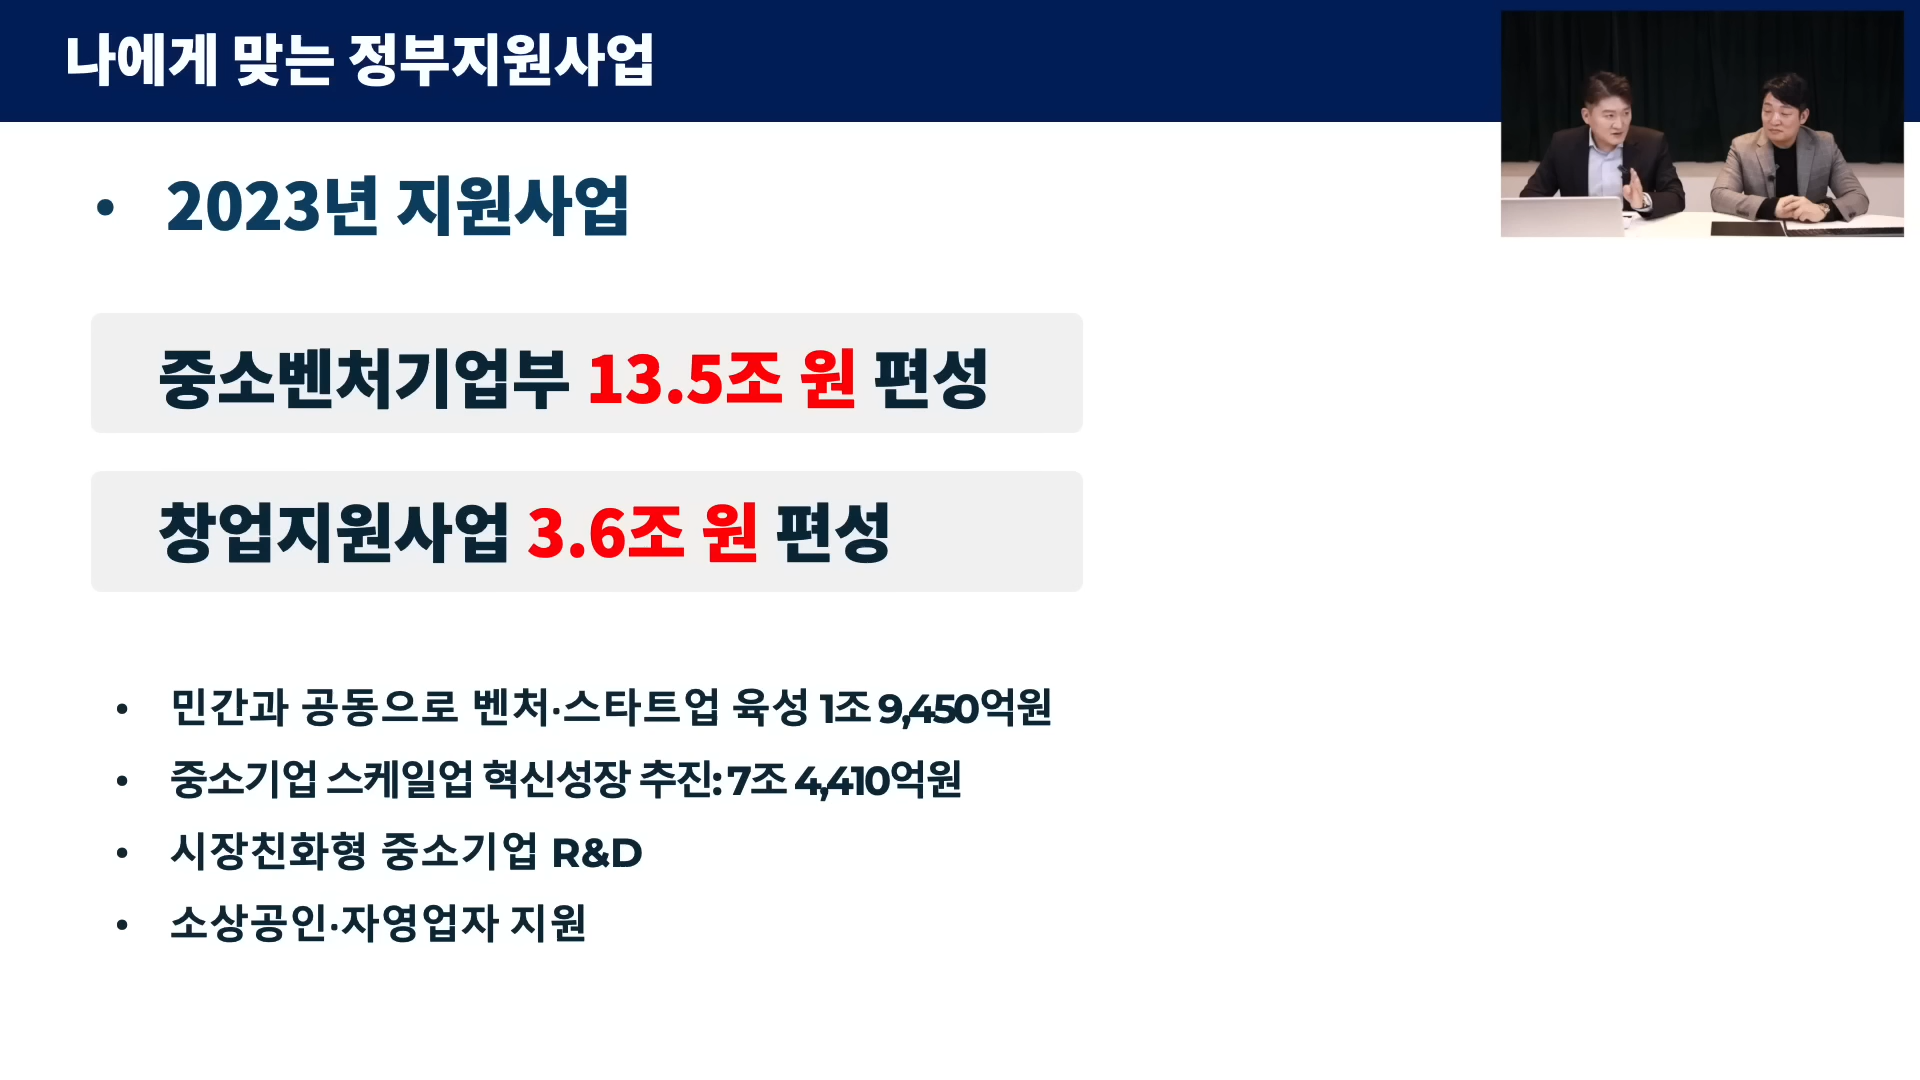 나에게 맞는 정부지원사업
• 2023년 지원사업
중소벤처기업부 13.5조 원 편성
창업지원사업 3.6조 원 편성
• 민간과 공동으로 벤처·스타트업 육성 1조 9,450억원
• 중소기업 스케일업 혁신성장 추진: 7조 4,410억원
• 시장친화형 중소기업 R&D
• 소상공인·자영업자 지원